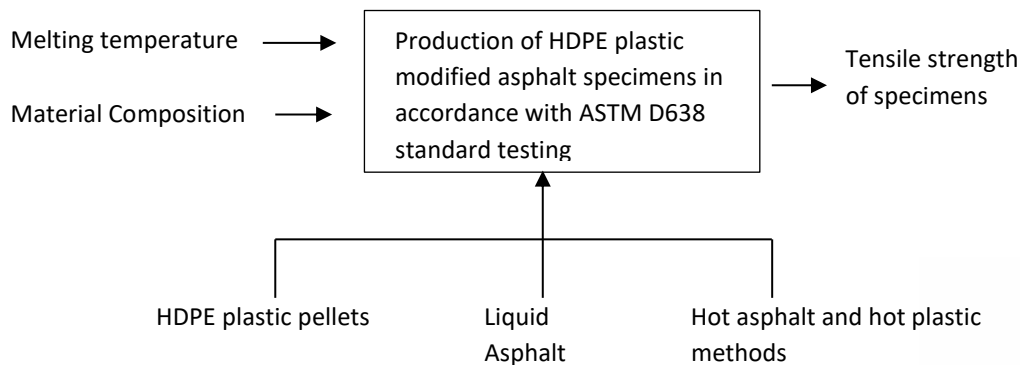 Melting temperature
Material Composition
Production of HDPE plastic
modified asphalt specimens in
accordance with ASTM D638
standard testing
Tensile strength
of specimens
HDPE plastic pellets
Liquid
Asphalt
Hot asphalt and hot plastic
methods